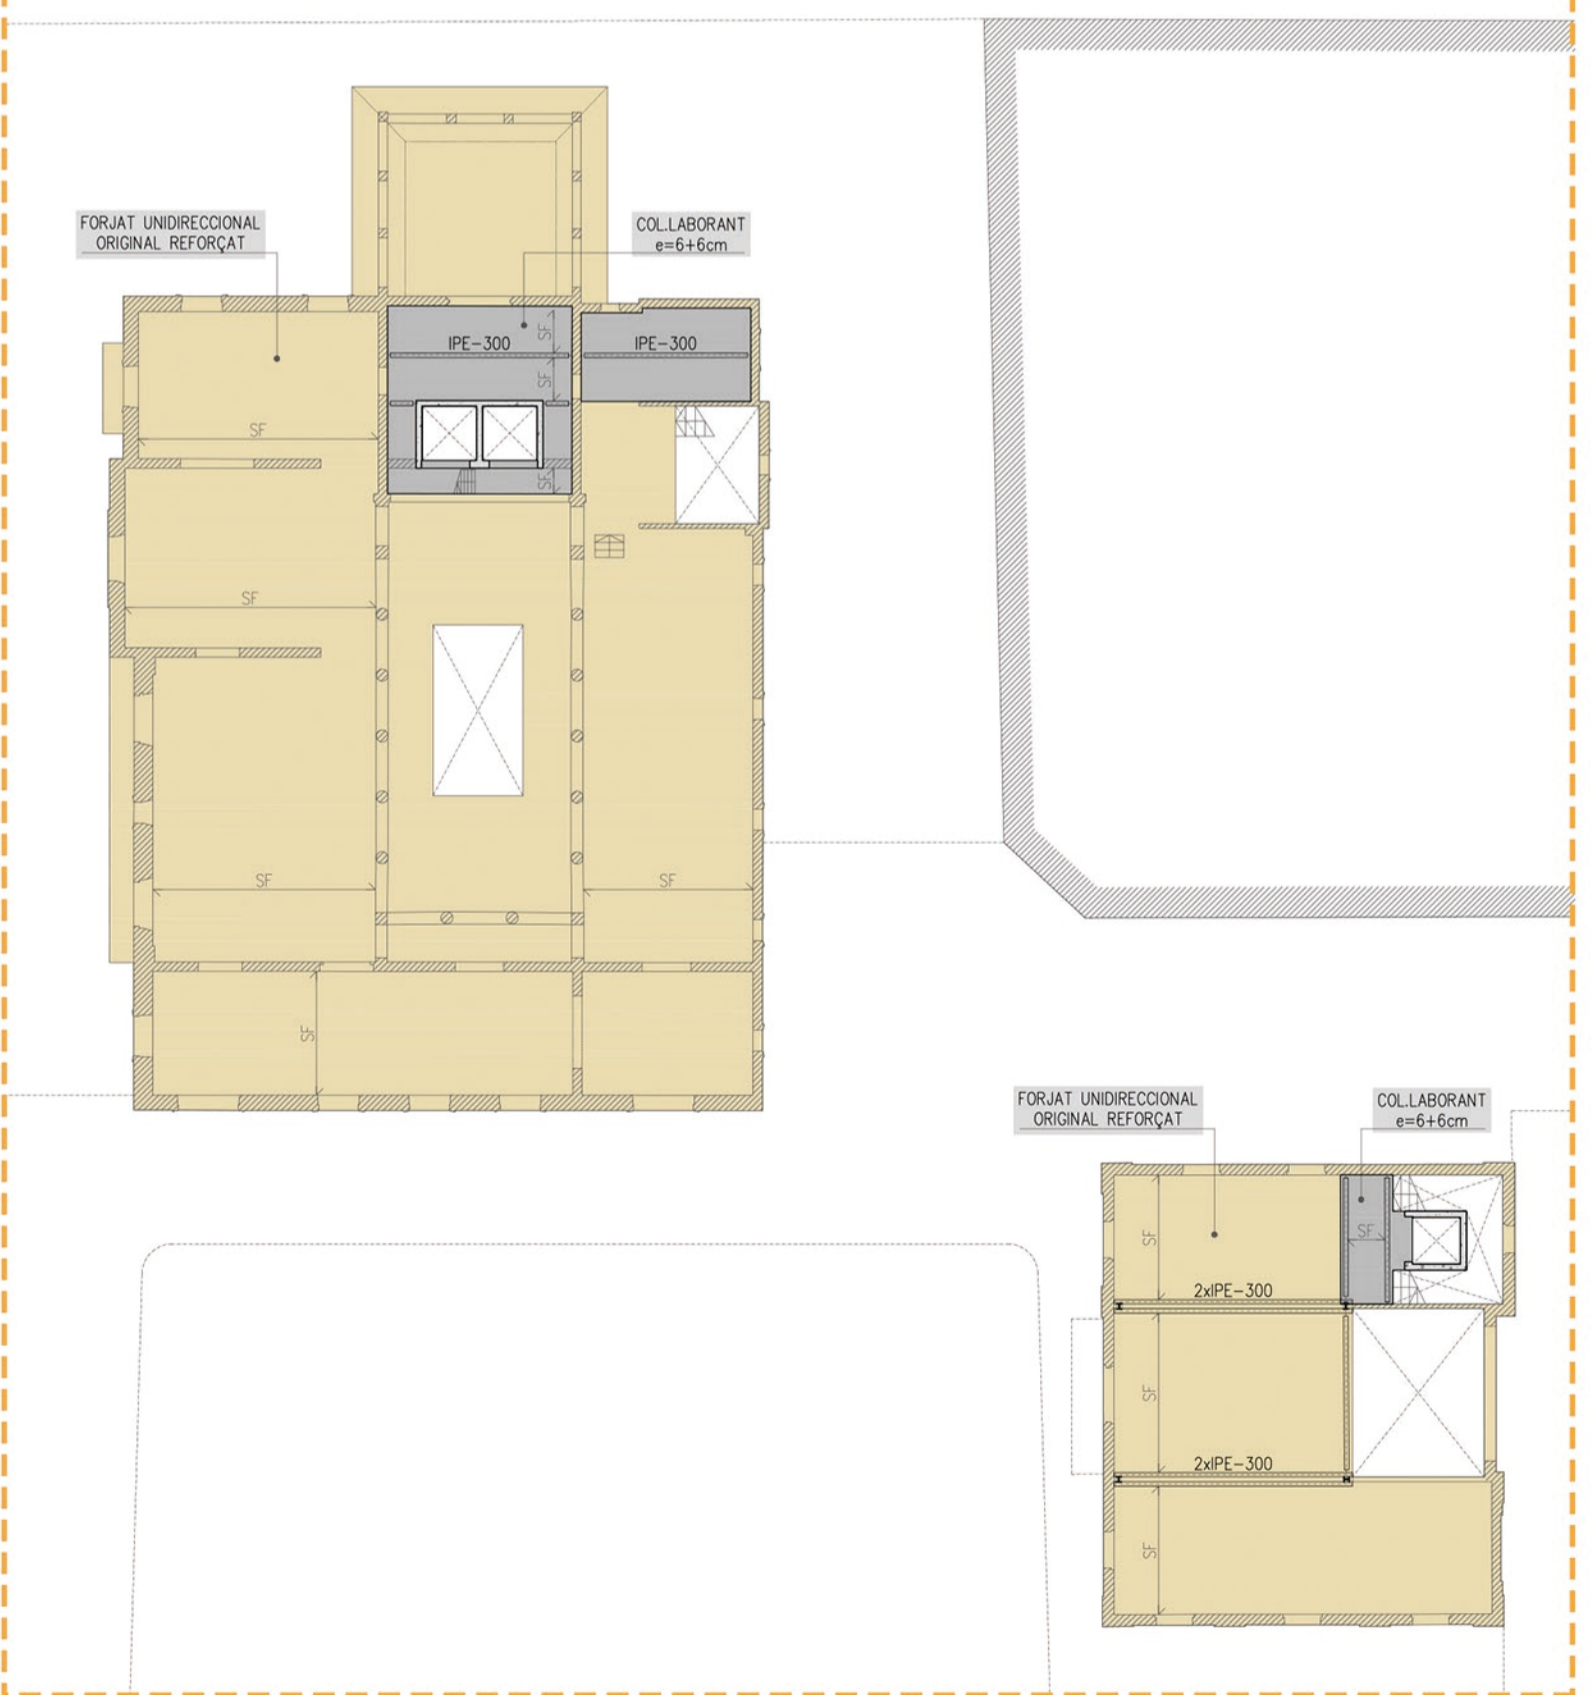 FORJAT UNIDIRECCIONAL
ORIGINAL REFORÇAT
COL.LABORANT
e=6+6cm
SF
IPE-300
IPE-300
SF
SF
SF
SF
SF
SF
SF
FORJAT UNIDIRECCIONAL
ORIGINAL REFORÇAT
COL.LABORANT
e=6+6cm
SF
SF
2xIPE-300
SF
2xIPE-300
SF